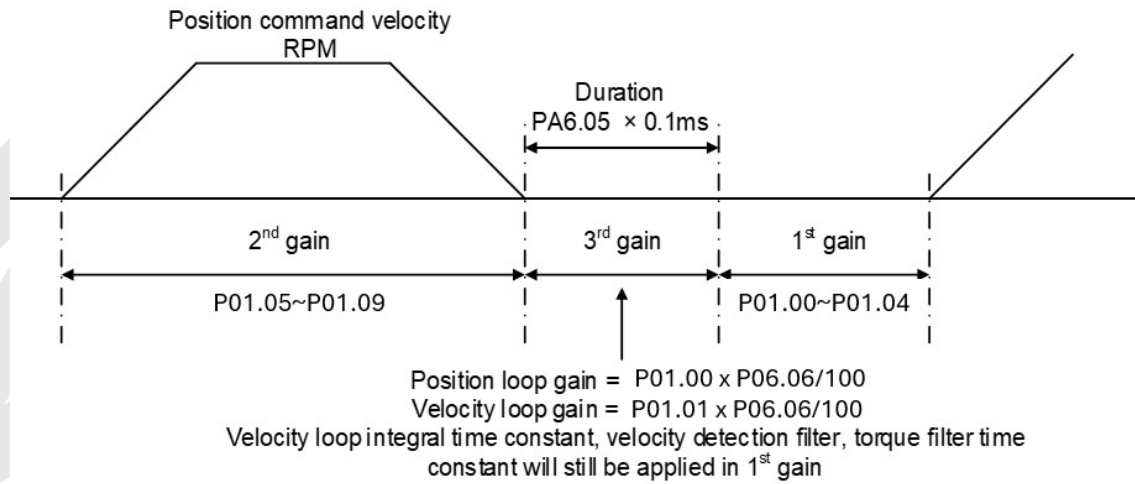 Position command velocity
RPM
Duration
PA6.05 × 0.1ms
2nd gain
3rd gain
1st gain
P01.05~P01.09
P01.00~P01.04
Position loop gain = P01.00 x P06.06/100
Velocity loop gain = P01.01 x P06.06/100
Velocity loop integral time constant, velocity detection filter, torque filter time
constant will still be applied in 1st gain